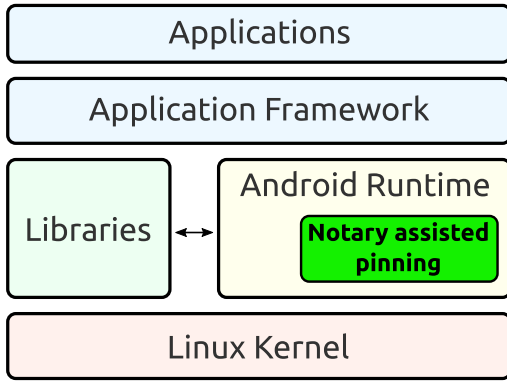 Applications
Application Framework
Libraries
Android Runtime
Notary assisted
pinning
Linux Kernel